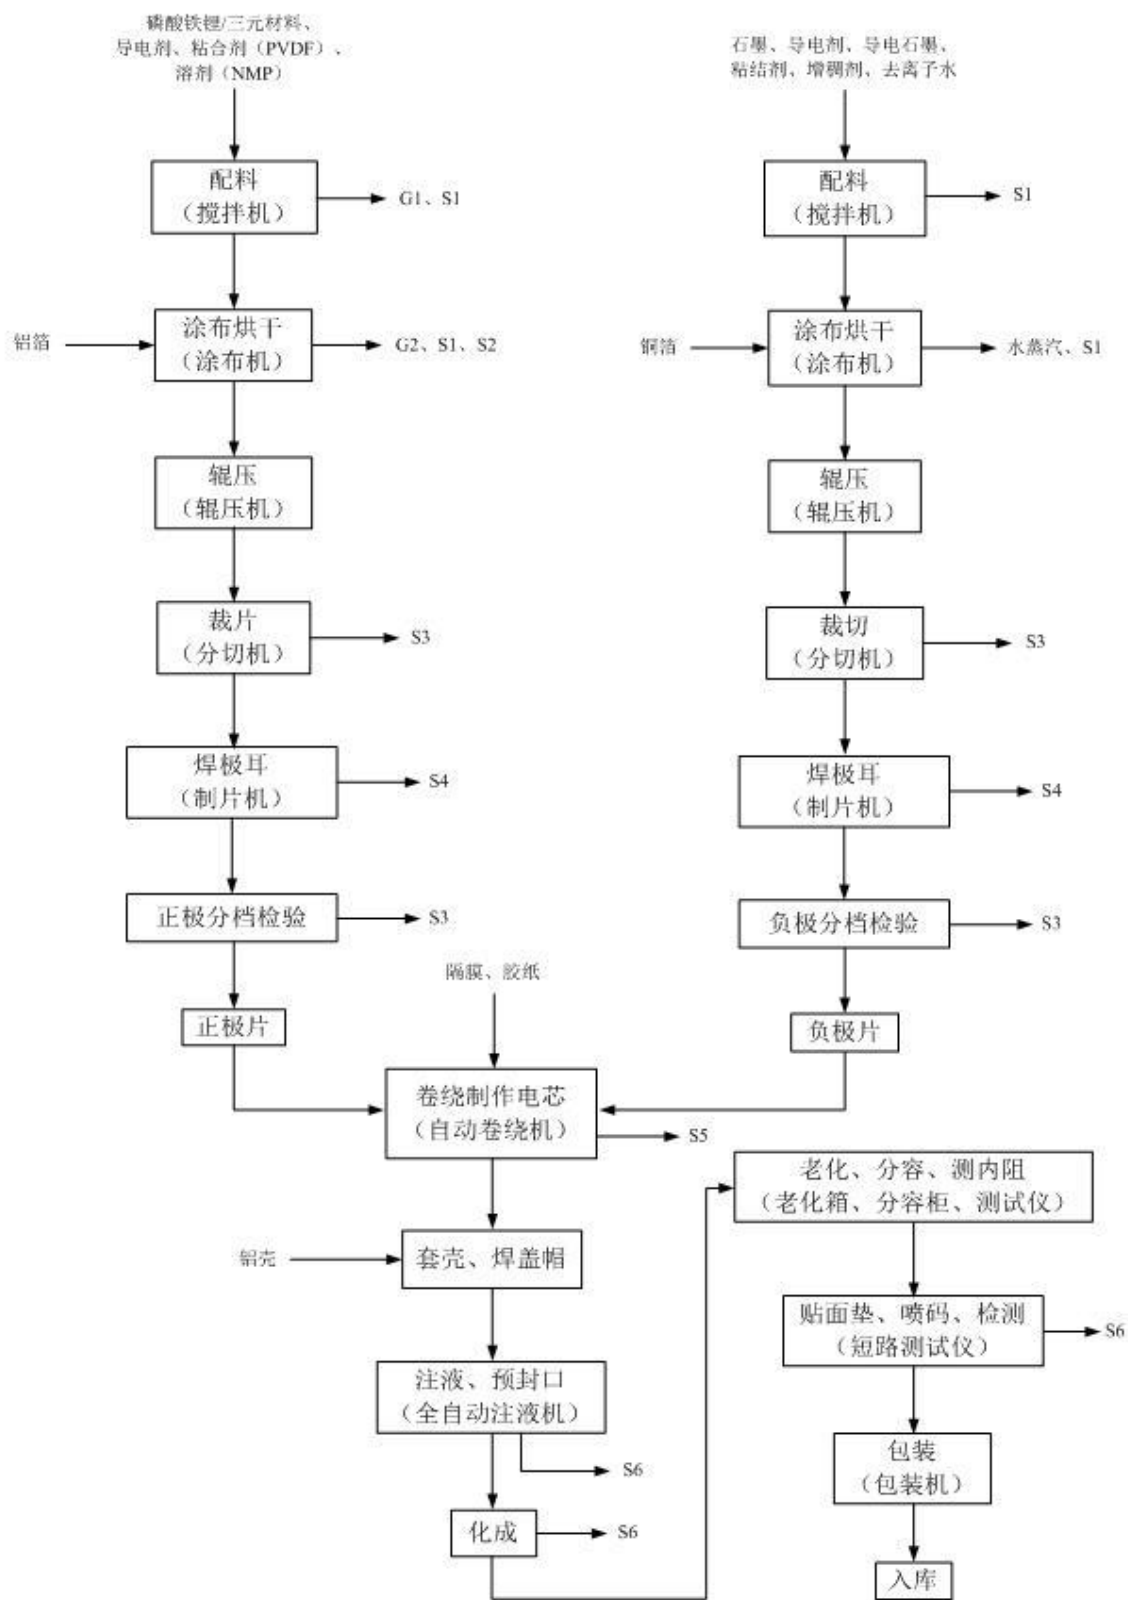 磷酸铁锂/三元材料、
导电剂、粘合剂（PVDF）、
溶剂（NMP）
配料
（搅拌机）
G1、S1
铝箔
涂布烘干
（涂布机）
G2、S1、S2
辊压
（辊压机）
裁片
（分切机）
S3
焊极耳
（制片机）
S4
正极分档检验
S3
正极片
石墨、导电剂、导电石墨、
粘结剂、增稠剂、去离子水
配料
（搅拌机）
S1
铜箔
涂布烘干
（涂布机）
水蒸汽、S1
辊压
（辊压机）
裁切
（分切机）
S3
焊极耳
（制片机）
S4
负极分档检验
S3
负极片
隔膜、胶纸
卷绕制作电芯
（自动卷绕机）
S5
铝壳
套壳、焊盖帽
注液、预封口
（全自动注液机）
S6
化成
S6
老化、分容、测内阻
（老化箱、分容柜、测试仪）
贴面垫、喷码、检测
（短路测试仪）
S6
包装
（包装机）
入库